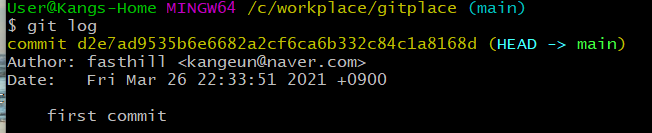 User@Kangs-Home MINGW64 /c/workplace/gitplace (main)
$ git log
commit d2e7ad9535b6e6682a2cf6ca6b332c84c1a8168d (HEAD -> main)
Author: fasthill <kangeun@naver.com>
Date:   Fri Mar 26 22:33:51 2021 +0900
    first commit